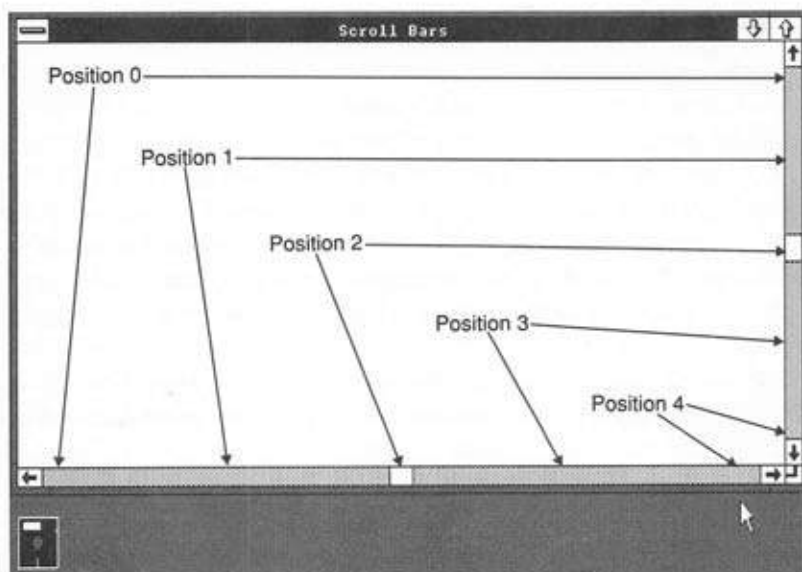 Scroll Bars
Position 0
Position 1
Position 2
Position 3
Position 4